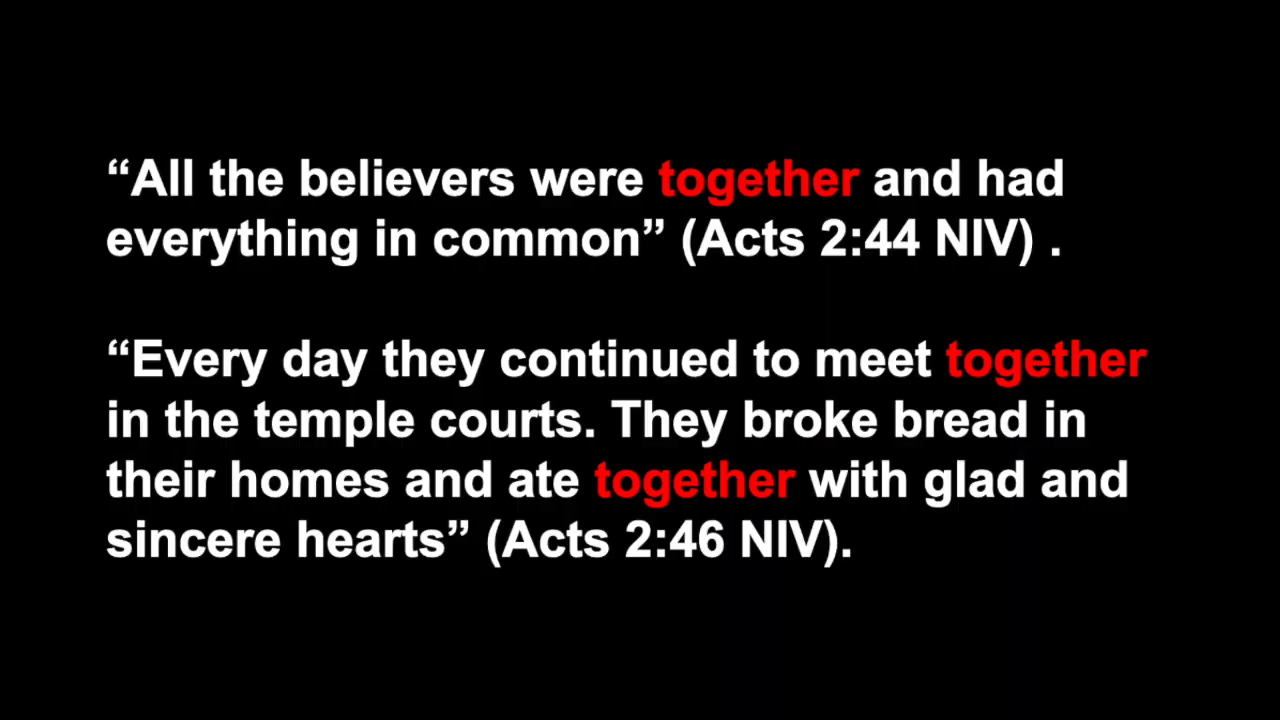 “All the believers were together and had
everything in common” (Acts 2:44 NIV) .
“Every day they continued to meet together
in the temple courts. They broke bread in
their homes and ate together with glad and
sincere hearts” (Acts 2:46 NIV).